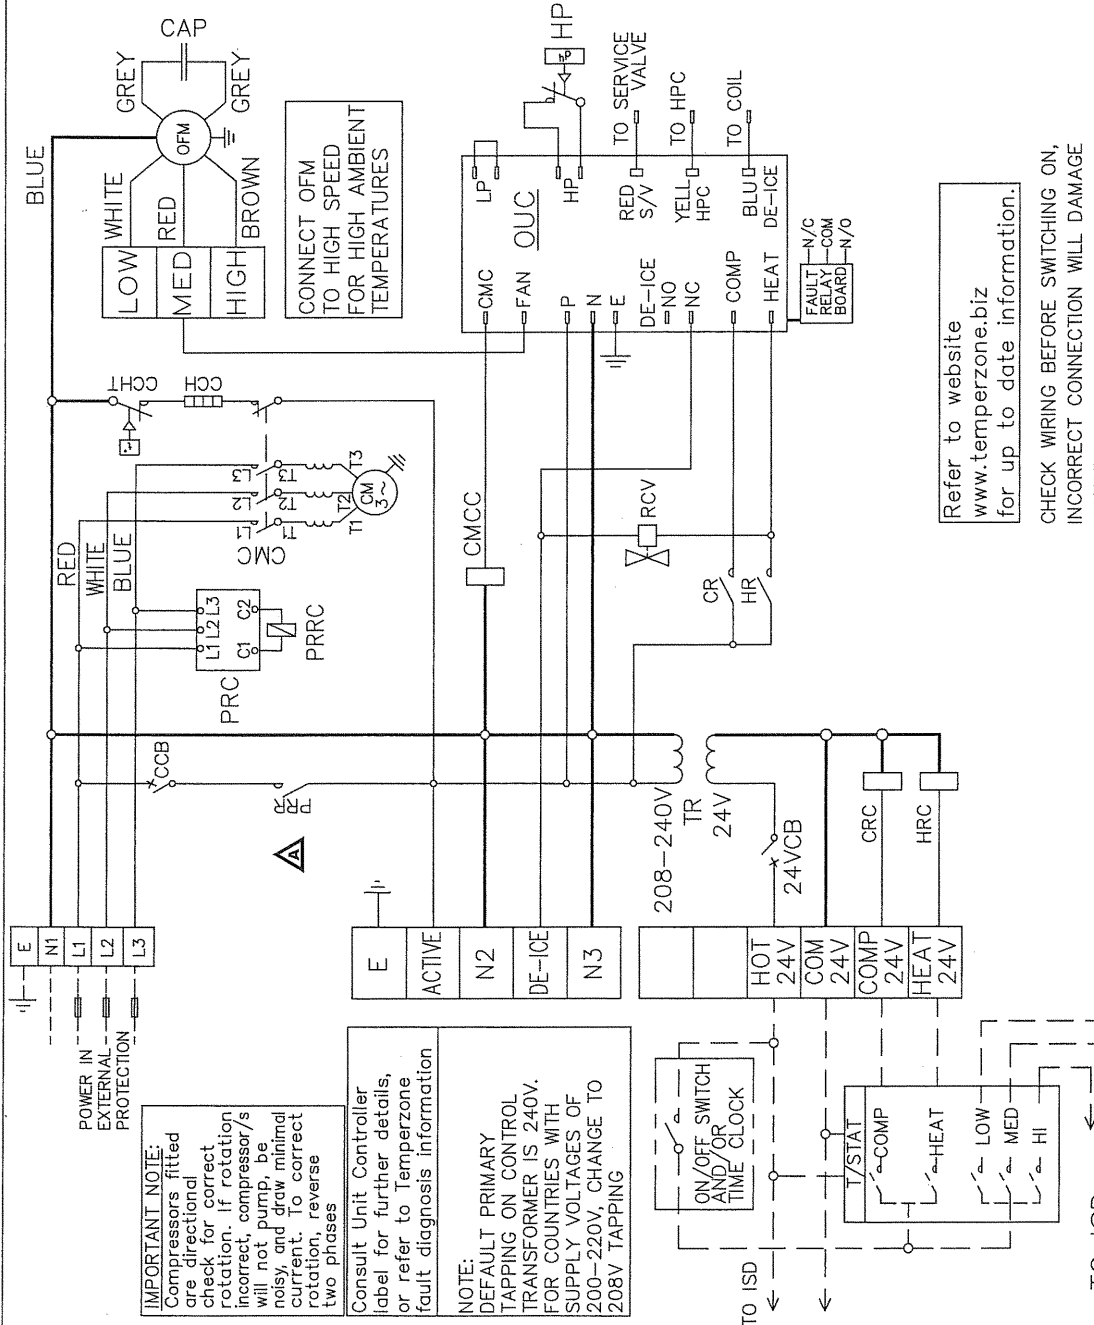 CAP
GREY
GREY
OFM
BLUE
WHITE
RED
BROWN
LOW
MED
HIGH
CONNECT OFM
TO HIGH SPEED
FOR HIGH AMBIENT
TEMPERATURES
HP
TO SERVICE
VALVE
TO HPC
TO COIL
LP
HP
OUC
RED
S/V
YELL
HPC
BLU
DE-ICE
CMC
FAN
P
N
E
DE-ICE
NO
NC
COMP
HEAT
FAULT
RELAY
BOARD
N/C
COM
N/O
Refer to website
www.temperzone.biz
for up to date information.
CHECK WIRING BEFORE SWITCHING ON,
INCORRECT CONNECTION WILL DAMAGE
CCHT
CCH
L3
L2
L1
T3
T2
T1
T3
T2
T1
CM
3~
CMC
RED
WHITE
BLUE
L1
L2
L3
C1
C2
PRC
PRRC
CMCC
RCV
CR
HR
CCB
PRR
A
208-240V
TR
24V
24VCB
CRC
HRC
E
N1
L1
L2
L3
POWER IN
EXTERNAL
PROTECTION
E
ACTIVE
N2
DE-ICE
N3
HOT
24V
COM
24V
COMP
24V
HEAT
24V
IMPORTANT NOTE:
Compressors fitted
are directional
check for correct
rotation. If rotation
incorrect, compressor/s
will not pump, be
noisy, and draw minimal
current. To correct
rotation, reverse
two phases
Consult Unit Controller
label for further details,
or refer to Temperzone
fault diagnosis information
NOTE:
DEFAULT PRIMARY
TAPPING ON CONTROL
TRANSFORMER IS 240V.
FOR COUNTRIES WITH
SUPPLY VOLTAGES OF
200-220V, CHANGE TO
208V TAPPING
ON/OFF SWITCH
AND/OR
TIME CLOCK
T/STAT
COMP
HEAT
LOW
MED
HI
TO ISD